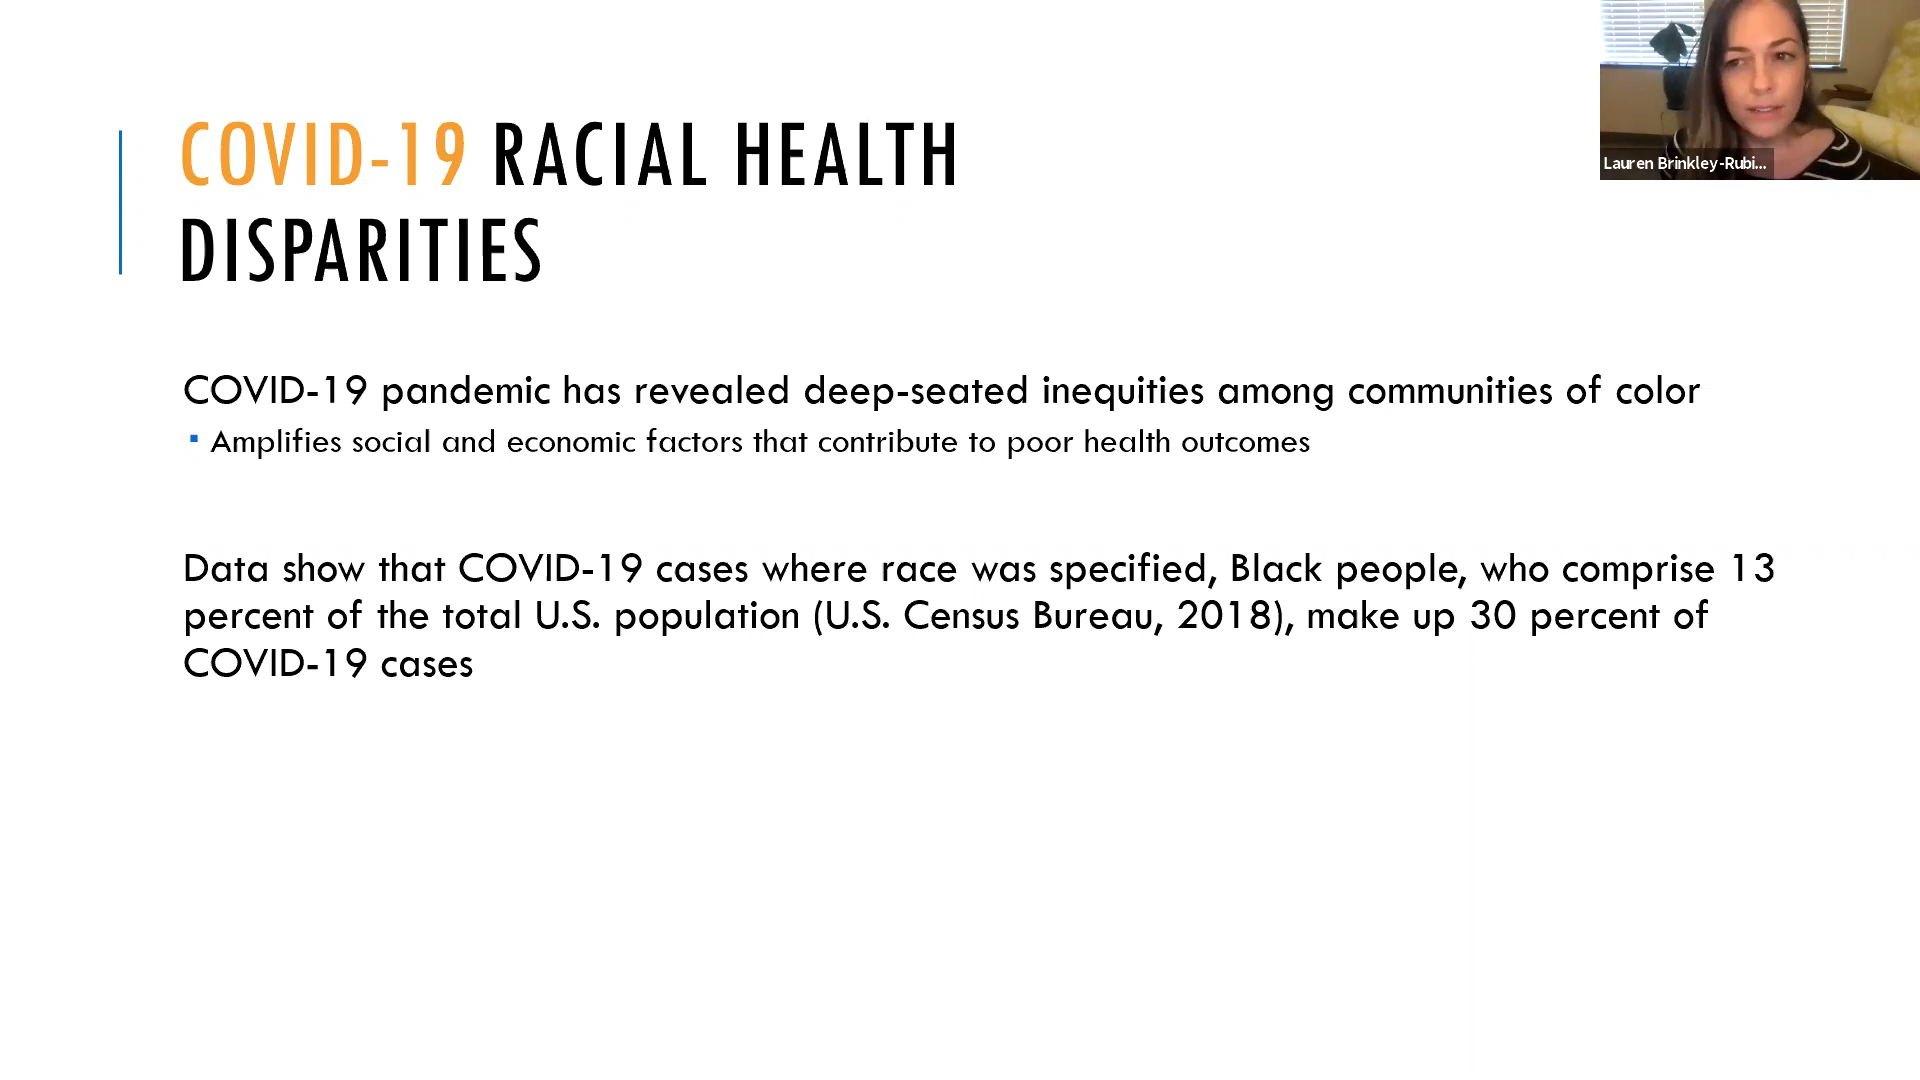 COVID-19 RACIAL HEALTH
DISPARITIES
COVID-19 pandemic has revealed deep-seated inequities among communities of color
▪ Amplifies social and economic factors that contribute to poor health outcomes
Data show that COVID-19 cases where race was specified, Black people, who comprise 13
percent of the total U.S. population (U.S. Census Bureau, 2018), make up 30 percent of
COVID-19 cases
Lauren Brinkley-Rubi...